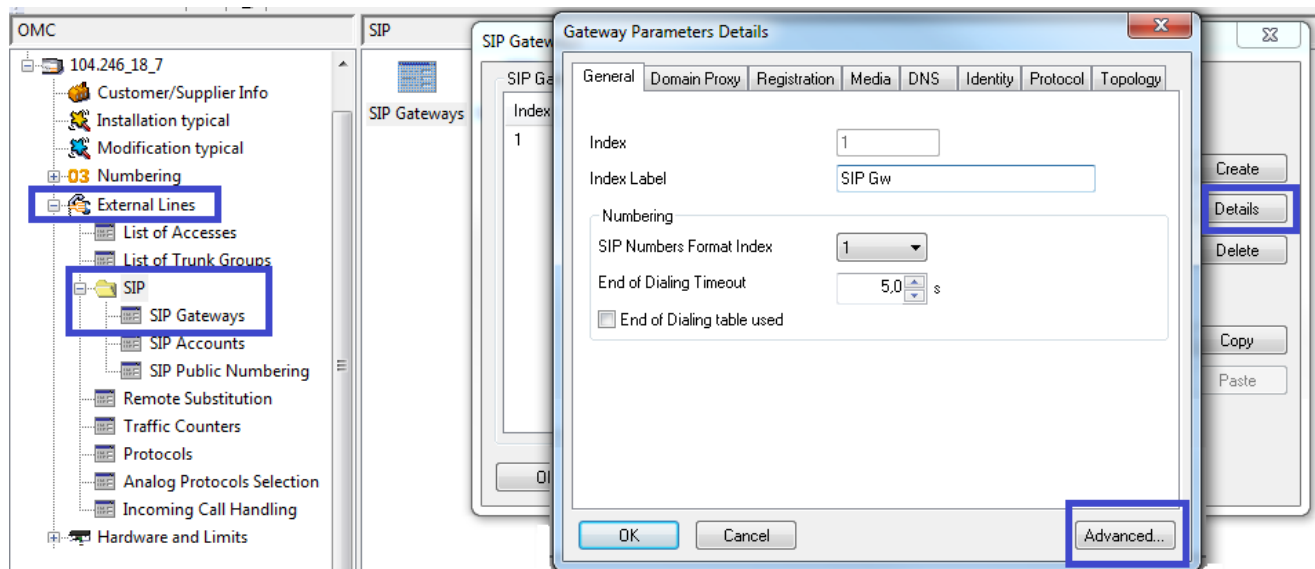 OMC
104.246_18_7
Customer/Supplier Info
Installation typical
Modification typical
03 Numbering
External Lines
List of Accesses
List of Trunk Groups
SIP
SIP Gateways
SIP Accounts
SIP Public Numbering
Remote Substitution
Traffic Counters
Protocols
Analog Protocols Selection
Incoming Call Handling
Hardware and Limits
SIP
SIP Gateways
SIP Gatew
SIP Ga
Index
1
Gateway Parameters Details
General Domain Proxy Registration Media DNS Identity Protocol Topology
Index 1
Index Label SIP Gw
Numbering
SIP Numbers Format Index 1
End of Dialing Timeout 5,0 s
End of Dialing table used
OK Cancel Advanced...
Create
Details
Delete
Copy
Paste